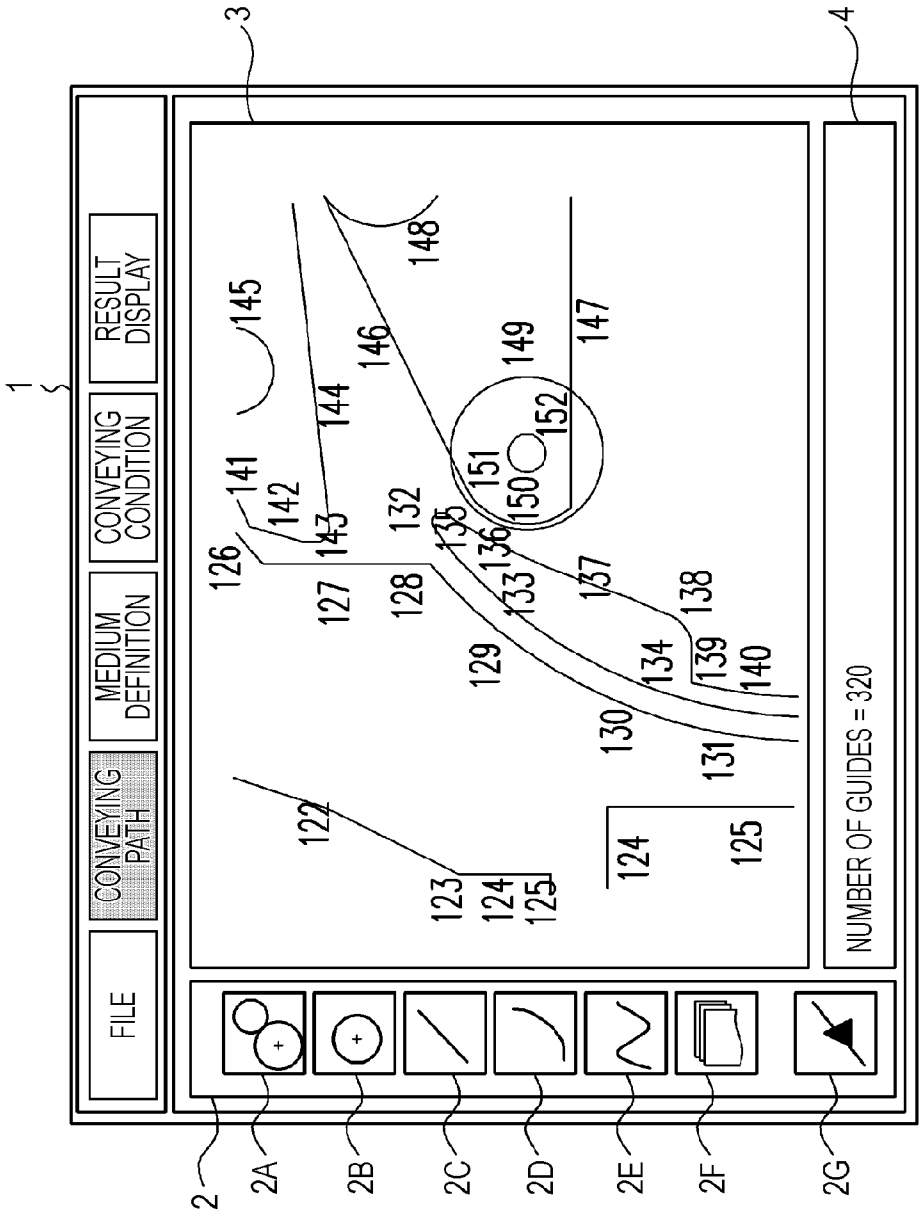 1
FILE
CONVEYING
PATH
MEDIUM
DEFINITION
CONVEYING
CONDITION
RESULT
DISPLAY
2
2A
2B
2C
2D
2E
2F
2G
3
4
122
123
124
125
124
125
126
127
128
129
130
131
132
133
134
135
136
137
138
139
140
141
142
143
144
145
146
147
148
149
150
151
152
NUMBER OF GUIDES = 320